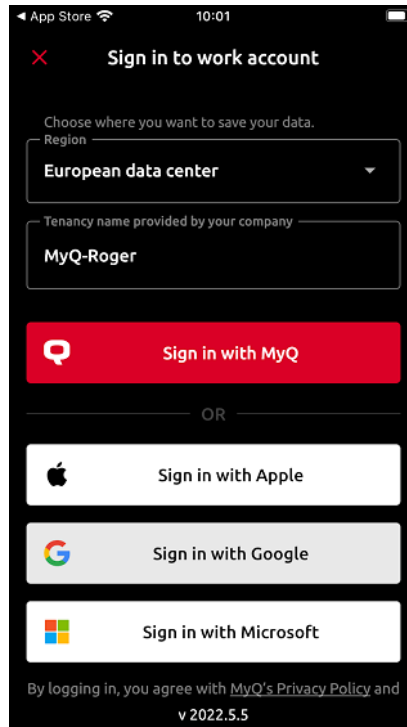 App Store
10:01
Sign in to work account
Choose where you want to save your data.
Region
European data center
Tenancy name provided by your company
MyQ-Roger
Sign in with MyQ
OR
Sign in with Apple
Sign in with Google
Sign in with Microsoft
By logging in, you agree with MyQ's Privacy Policy and
v 2022.5.5